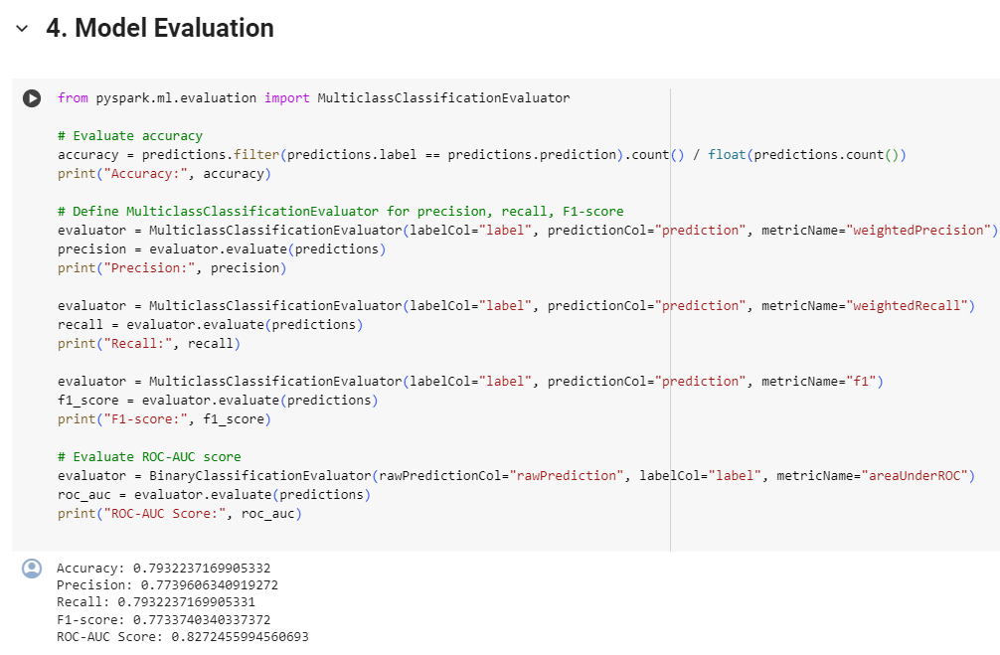 4. Model Evaluation
from pyspark.ml.evaluation import MulticlassClassificationEvaluator
# Evaluate accuracy
accuracy = predictions.filter(predictions.label == predictions.prediction).count() / float(predictions.count())
print("Accuracy:", accuracy)
# Define MulticlassClassificationEvaluator for precision, recall, F1-score
evaluator = MulticlassClassificationEvaluator(labelCol="label", predictionCol="prediction", metricName="weightedPrecision")
precision = evaluator.evaluate(predictions)
print("Precision:", precision)
evaluator = MulticlassClassificationEvaluator(labelCol="label", predictionCol="prediction", metricName="weightedRecall")
recall = evaluator.evaluate(predictions)
print("Recall:", recall)
evaluator = MulticlassClassificationEvaluator(labelCol="label", predictionCol="prediction", metricName="f1")
f1_score = evaluator.evaluate(predictions)
print("F1-score:", f1_score)
# Evaluate ROC-AUC score
evaluator = BinaryClassificationEvaluator(rawPredictionCol="rawPrediction", labelCol="label", metricName="areaUnderROC")
roc_auc = evaluator.evaluate(predictions)
print("ROC-AUC Score:", roc_auc)
Accuracy: 0.7932237169905332
Precision: 0.7739606340919272
Recall: 0.7932237169905331
F1-score: 0.7733740340337372
ROC-AUC Score: 0.8272455994560693